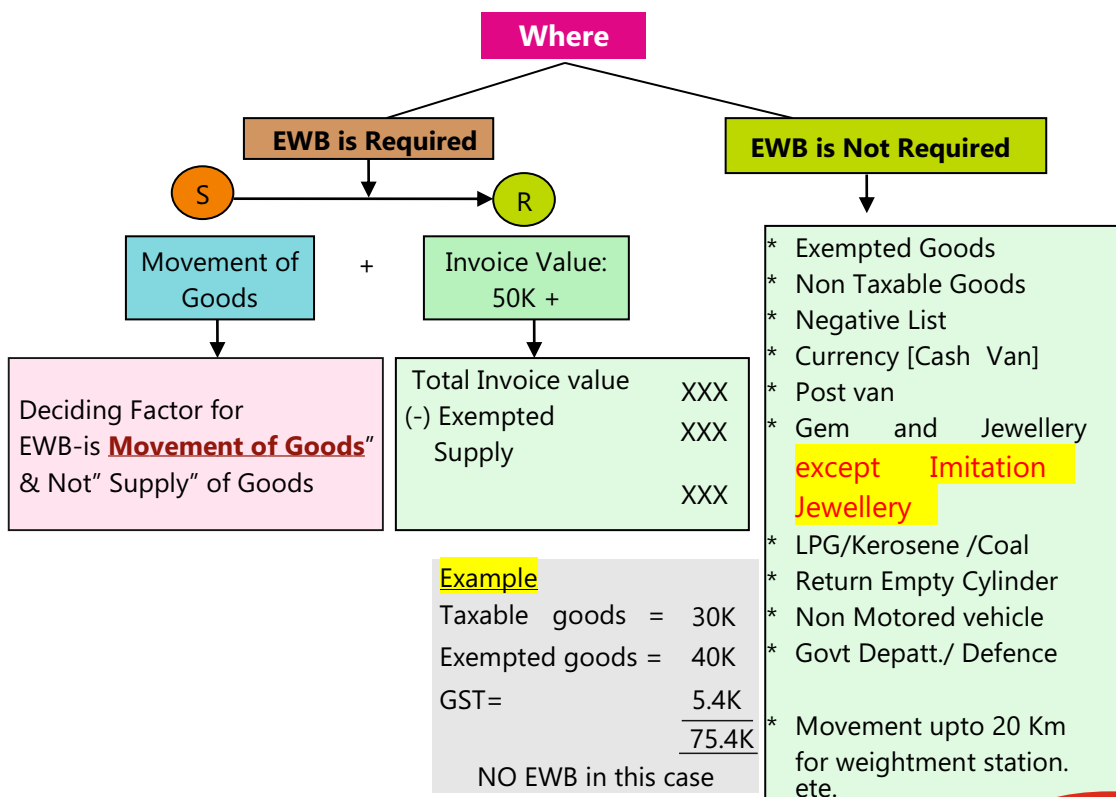 Where
EWB is Required
EWB is Not Required
S
R
Movement of
Goods
+
Invoice Value:
50K +
Deciding Factor for
EWB-is Movement of Goods"
& Not" Supply" of Goods
Total Invoice value XXX
(-) Exempted XXX
Supply
XXX
Example
Taxable goods = 30K
Exempted goods = 40K
GST= 5.4K
75.4K
NO EWB in this case
* Exempted Goods
* Non Taxable Goods
* Negative List
* Currency [Cash Van]
* Post van
* Gem and Jewellery
except Imitation
Jewellery
* LPG/Kerosene /Coal
* Return Empty Cylinder
* Non Motored vehicle
* Govt Depatt./ Defence
* Movement upto 20 Km
for weightment station.
ete.